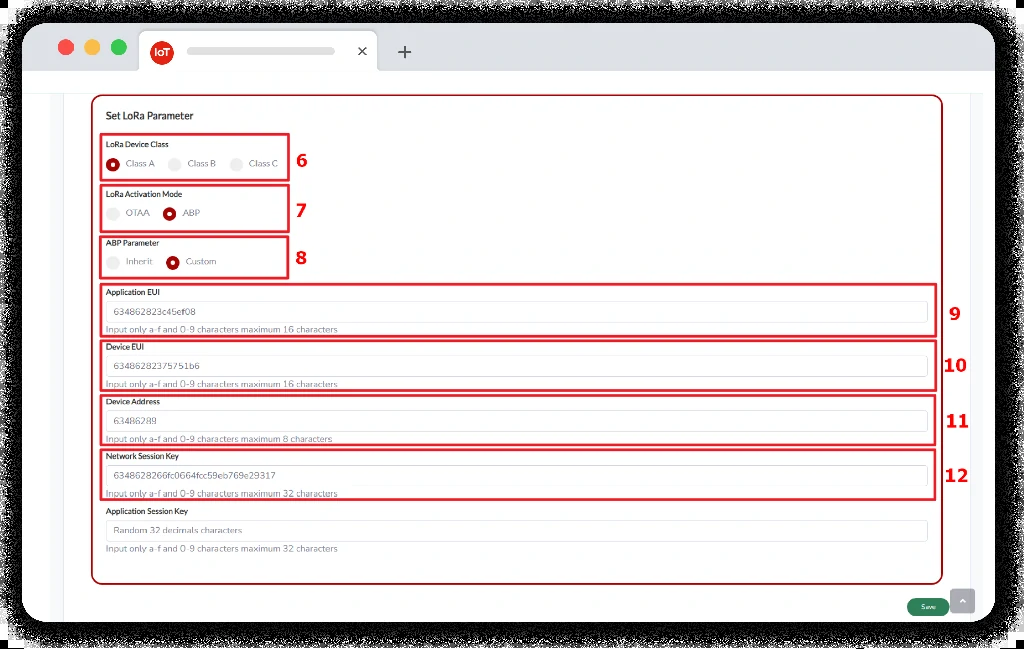 IoT
Set LoRa Parameter
LoRa Device Class
Class A Class B Class C
6
LoRa Activation Mode
OTAA ABP
7
ABP Parameter
Inherit Custom
8
Application EUI
634862823c45ef08
Input only a-f and 0-9 characters maximum 16 characters
9
Device EUI
63486282375751b6
Input only a-f and 0-9 characters maximum 16 characters
10
Device Address
63486289
Input only a-f and 0-9 characters maximum 8 characters
11
Network Session Key
6348628266fc0664fcc59eb769e29317
Input only a-f and 0-9 characters maximum 32 characters
12
Application Session Key
Random 32 decimals characters
Input only a-f and 0-9 characters maximum 32 characters
Save